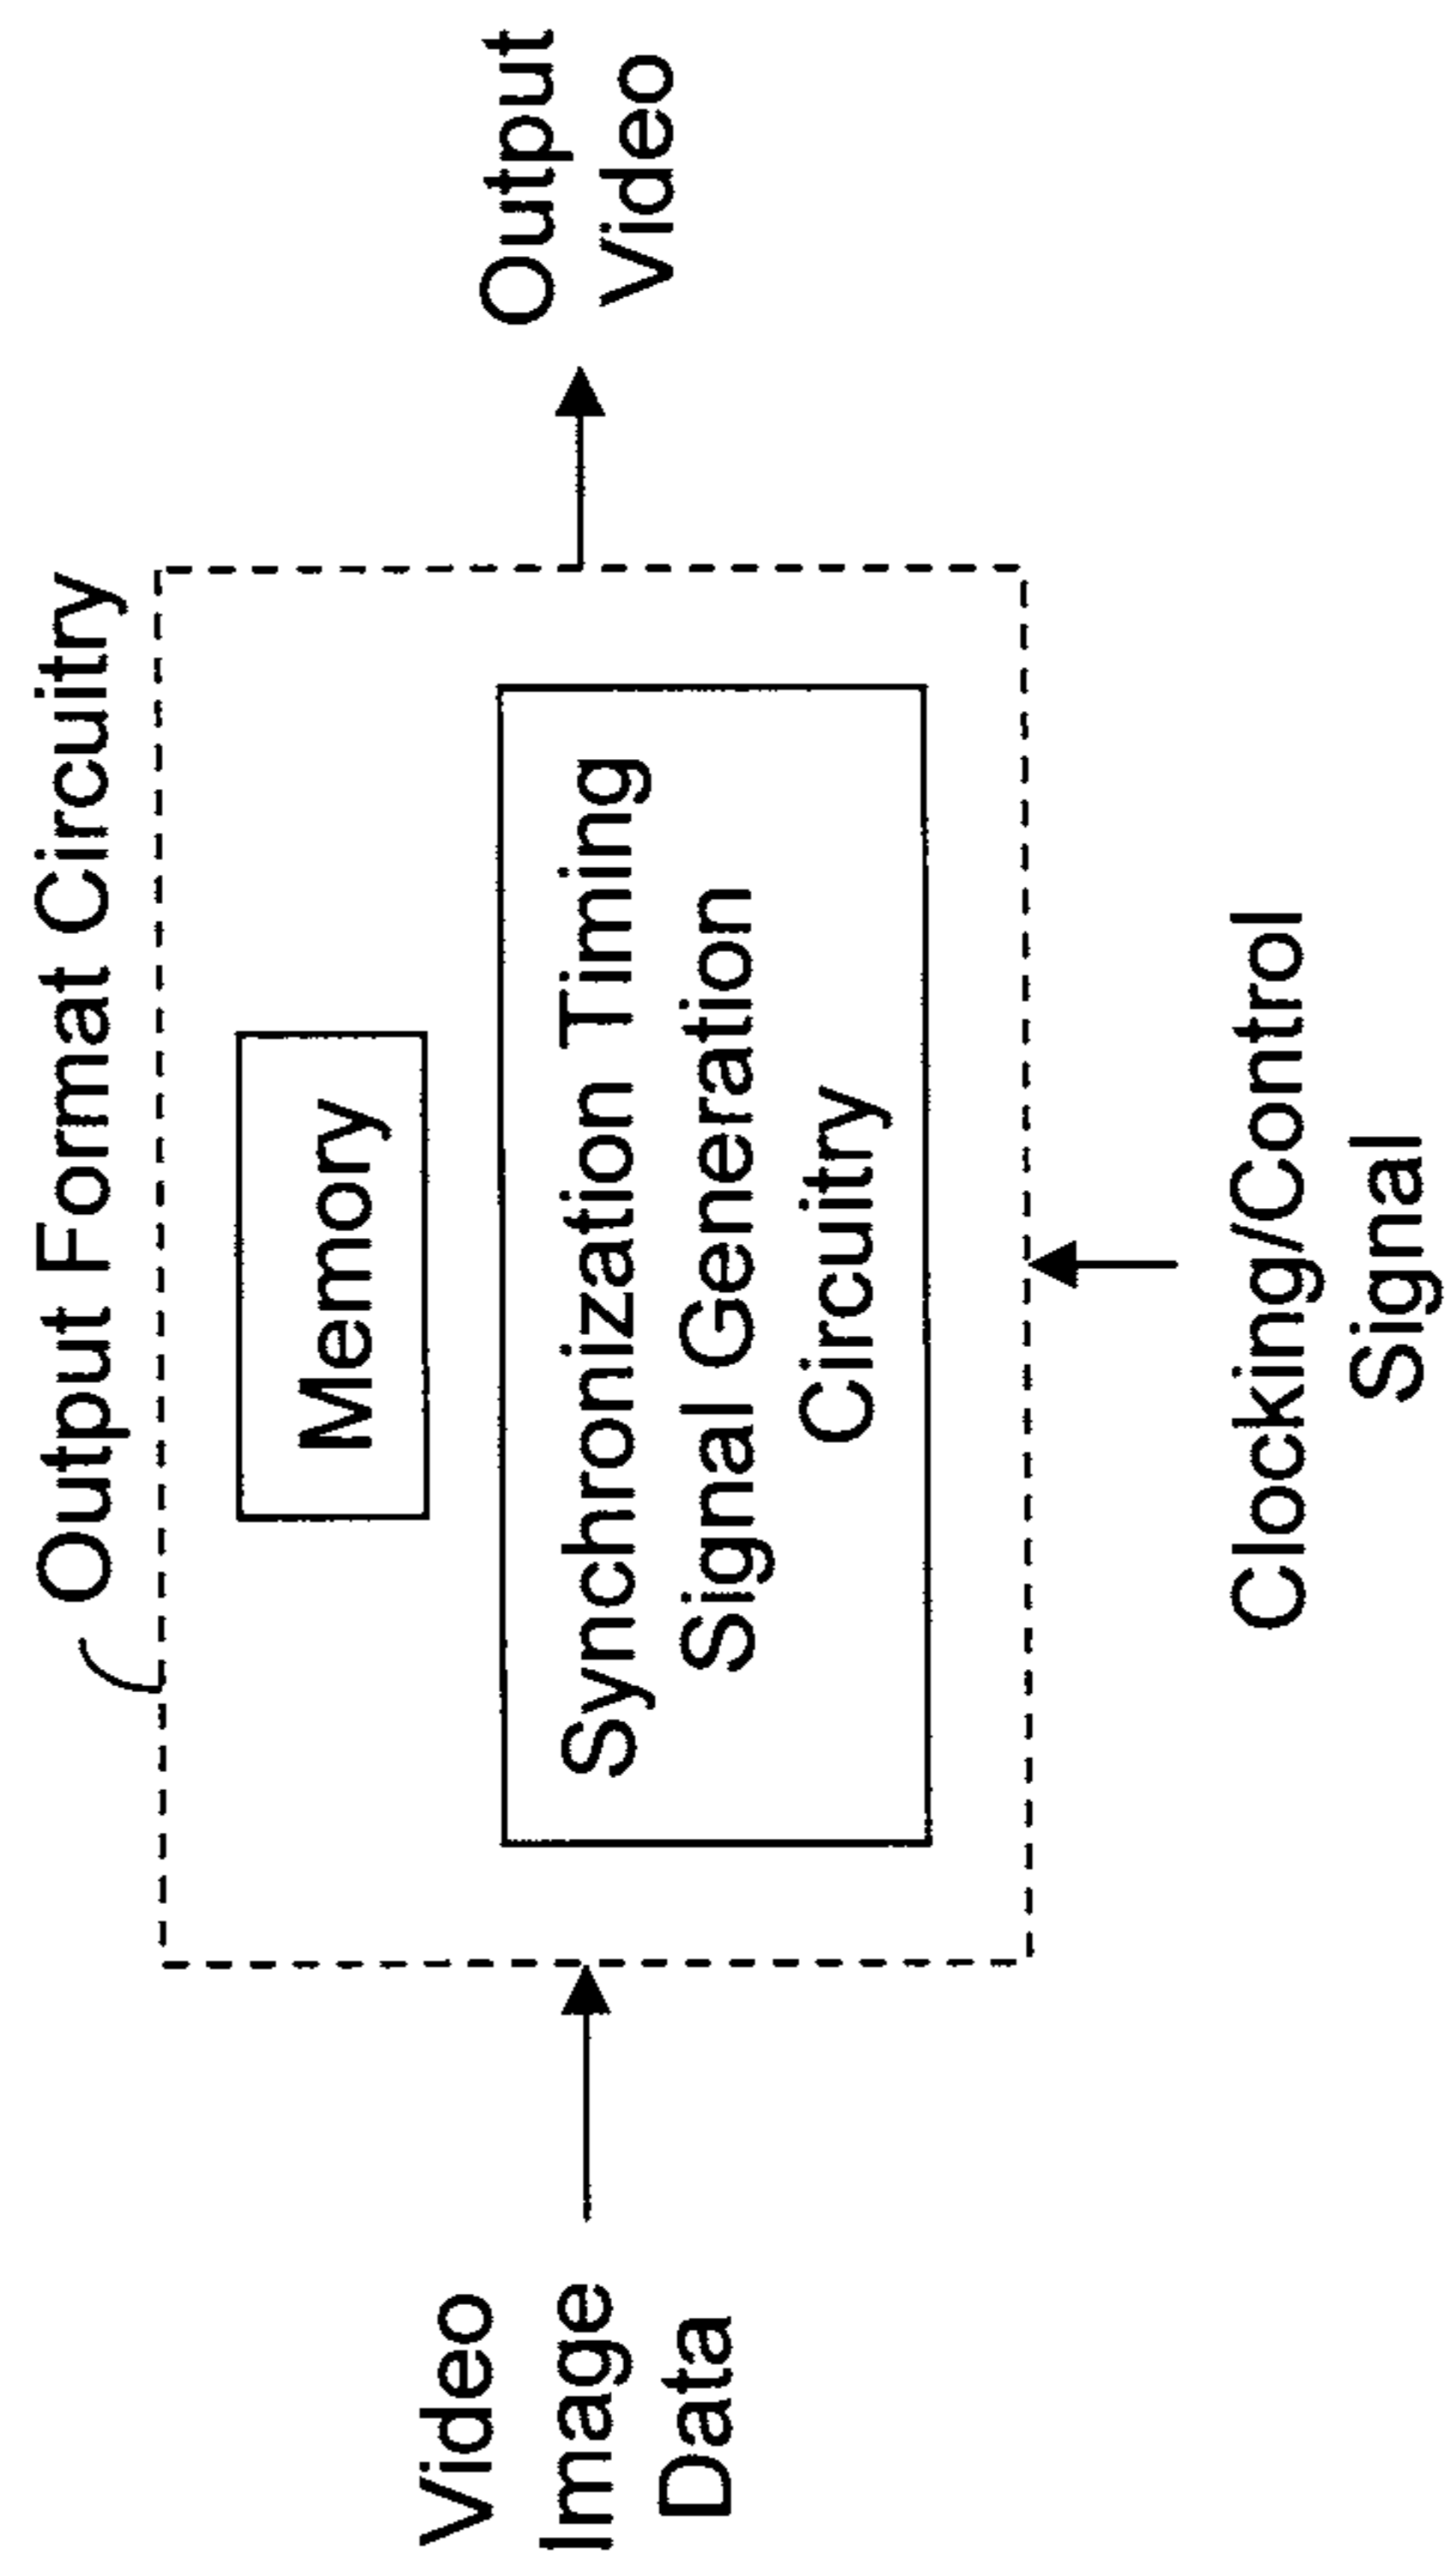 Output Format Circuitry
Memory
Synchronization Timing
Signal Generation
Circuitry
Video
Image
Data
Output
Video
Clocking/Control
Signal